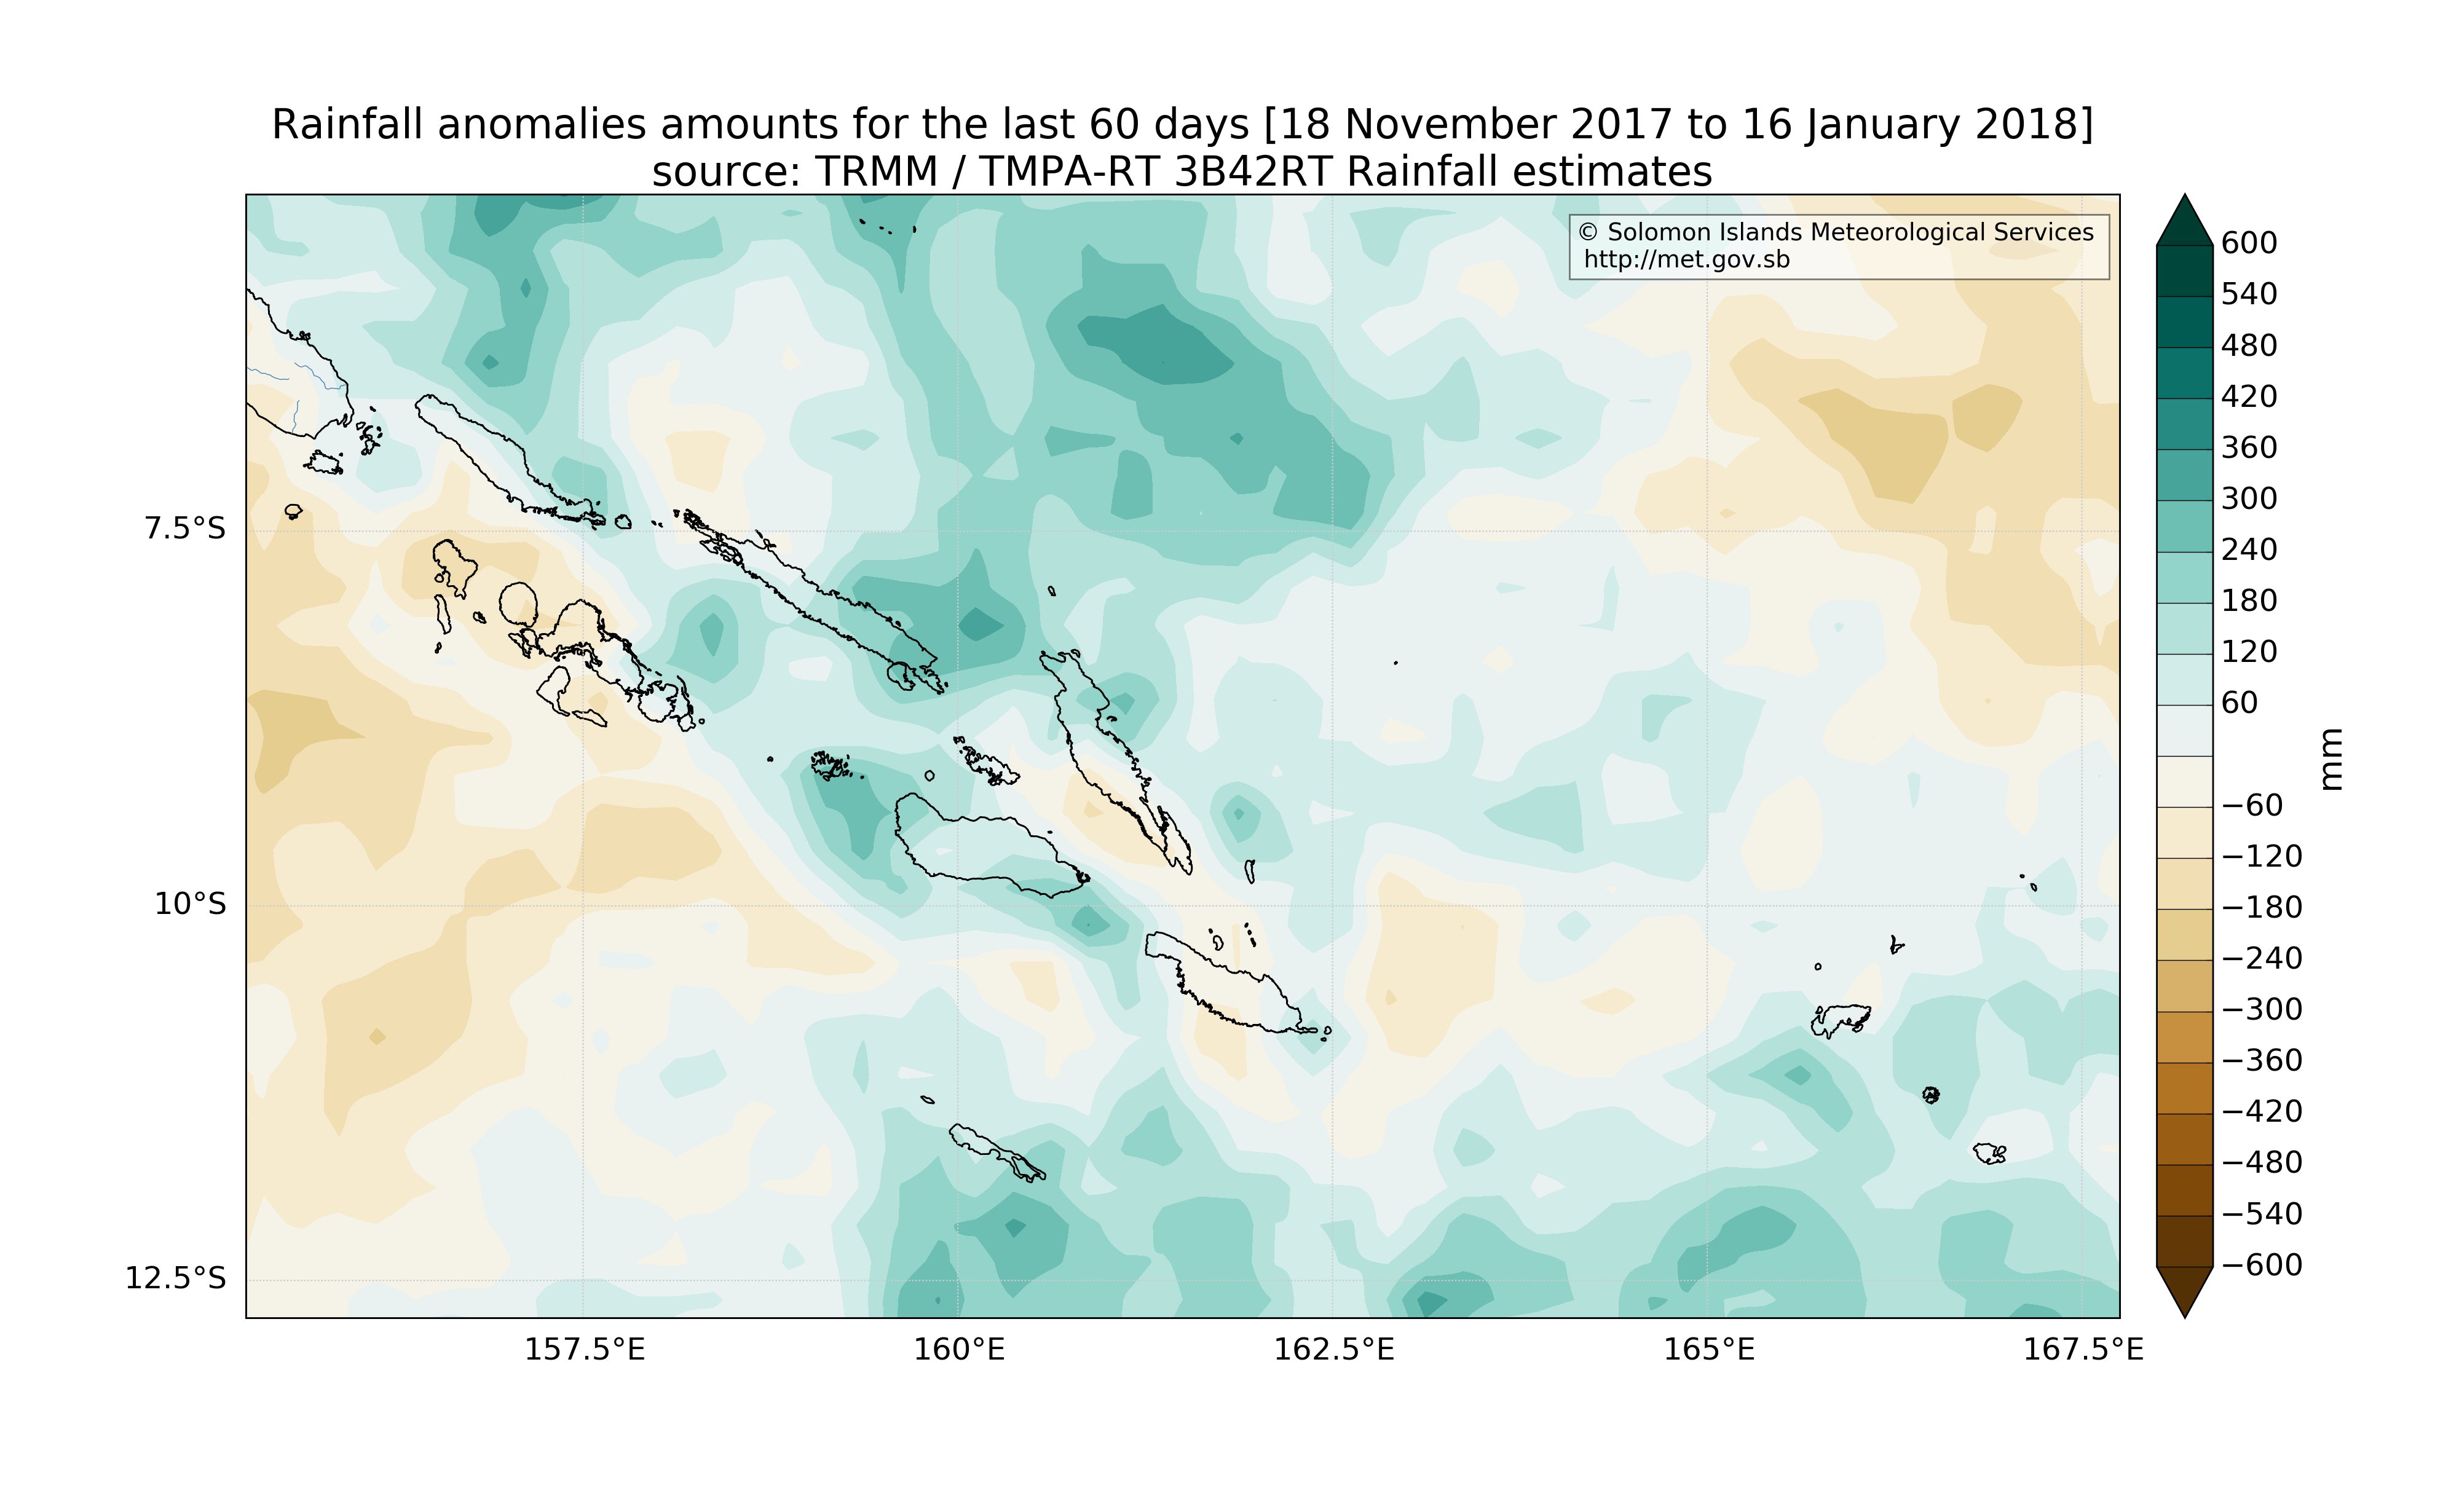 Rainfall anomalies amounts for the last 60 days [18 November 2017 to 16 January 2018]
source: TRMM / TMPA-RT 3B42RT Rainfall estimates
© Solomon Islands Meteorological Services
http://met.gov.sb
7.5°S
10°S
12.5°S
157.5°E
160°E
162.5°E
165°E
167.5°E
600
540
480
420
360
300
240
180
120
60
−60
−120
−180
−240
−300
−360
−420
−480
−540
−600
mm